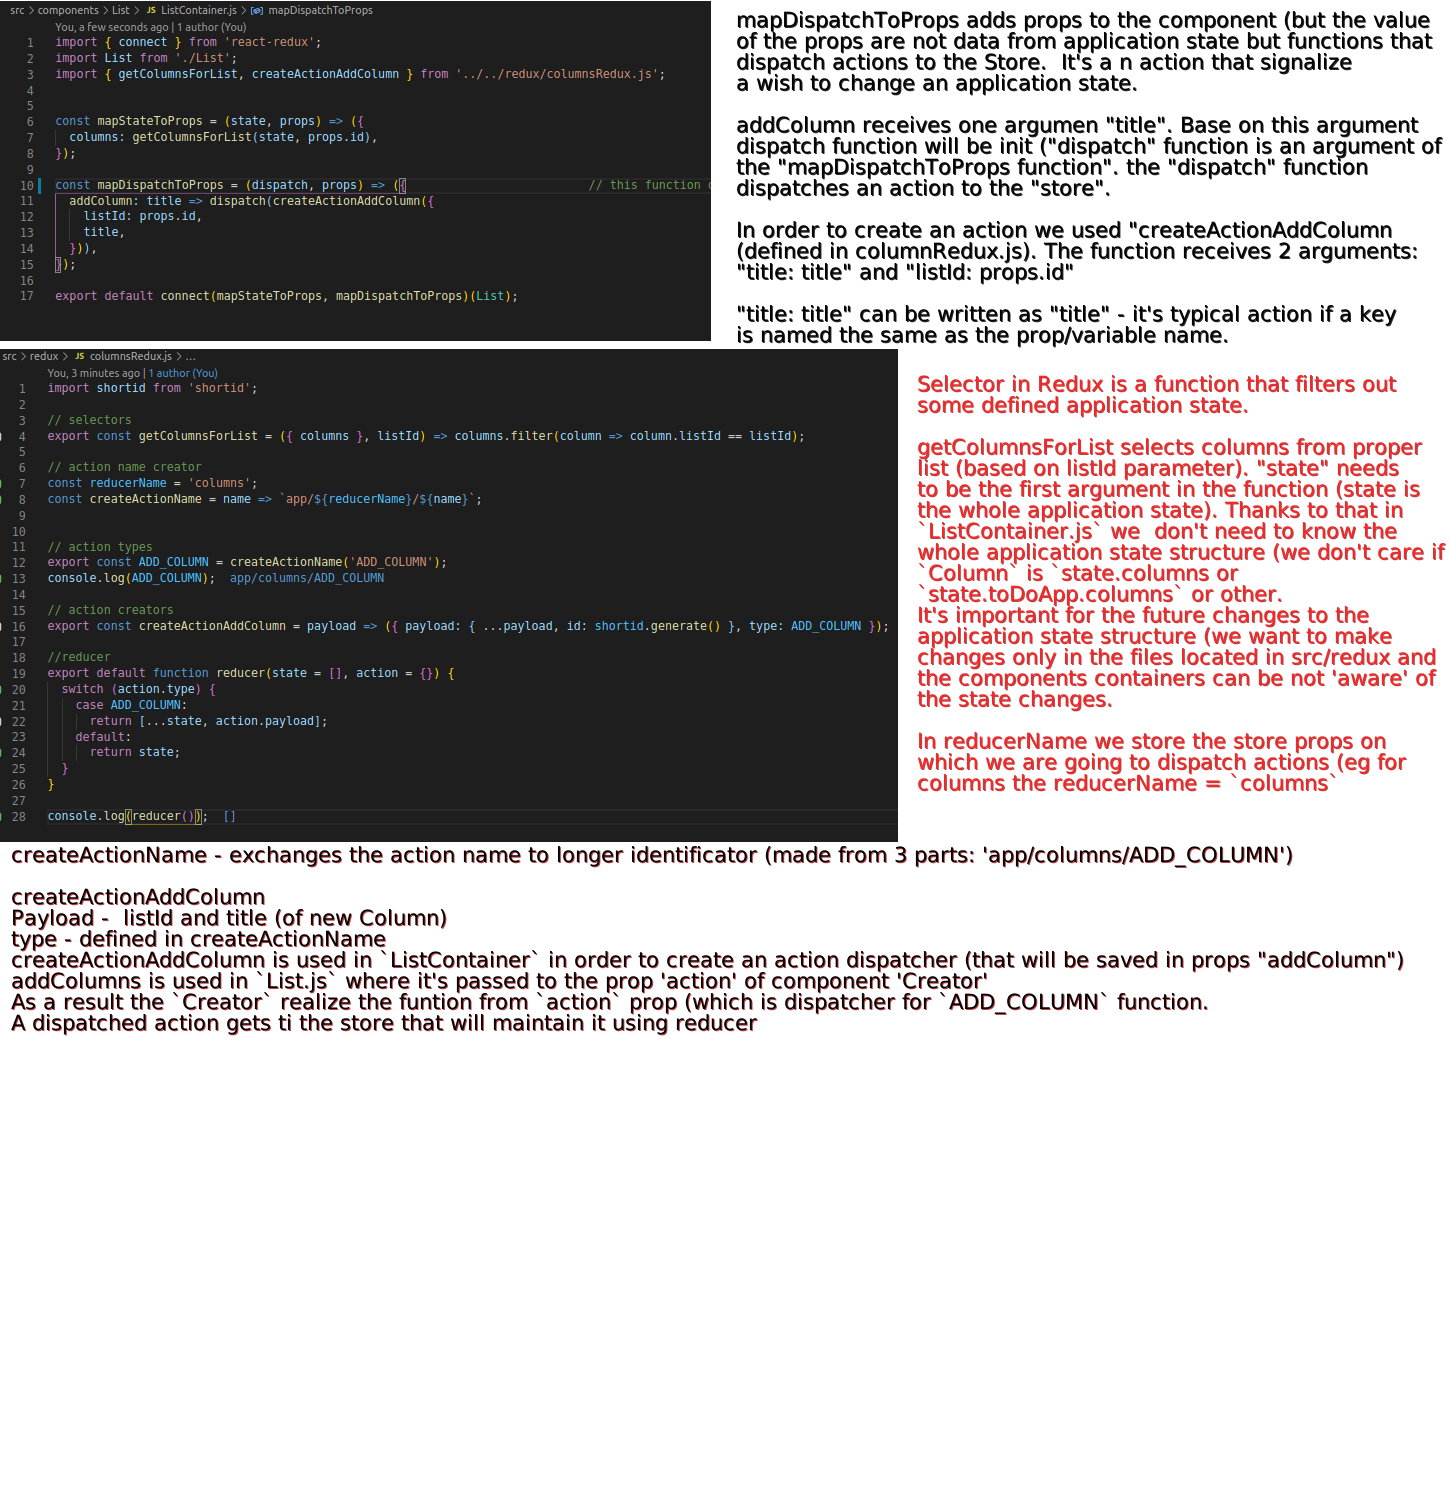 src > components > List > JS ListContainer.js > mapDispatchToProps
You, a few seconds ago | 1 author (You)
1 import { connect } from 'react-redux';
2 import List from './List';
3 import { getColumnsForList, createActionAddColumn } from '../../redux/columnsRedux.js';
4
5
6 const mapStateToProps = (state, props) => ({
7 columns: getColumnsForList(state, props.id),
8 });
9
10 const mapDispatchToProps = (dispatch, props) => ({ // this function
11 addColumn: title => dispatch(createActionAddColumn({
12 listId: props.id,
13 title,
14 })),
15 });
16
17 export default connect(mapStateToProps, mapDispatchToProps)(List);
mapDispatchToProps adds props to the component (but the value
of the props are not data from application state but functions that
dispatch actions to the Store.  It's a n action that signalize
a wish to change an application state.
addColumn receives one argumen "title". Base on this argument
dispatch function will be init ("dispatch" function is an argument of
the "mapDispatchToProps function". the "dispatch" function
dispatches an action to the "store".
In order to create an action we used "createActionAddColumn
(defined in columnRedux.js). The function receives 2 arguments:
"title: title" and "listId: props.id"
"title: title" can be written as "title" - it's typical action if a key
is named the same as the prop/variable name.
src > redux > JS columnsRedux.js > ...
You, 3 minutes ago | 1 author (You)
1 import shortid from 'shortid';
2
3 // selectors
4 export const getColumnsForList = ({ columns }, listId) => columns.filter(column => column.listId == listId);
5
6 // action name creator
7 const reducerName = 'columns';
8 const createActionName = name => `app/${reducerName}/${name}`;
9
10
11 // action types
12 export const ADD_COLUMN = createActionName('ADD_COLUMN');
13 console.log(ADD_COLUMN);  app/columns/ADD_COLUMN
14
15 // action creators
16 export const createActionAddColumn = payload => ({ payload: { ...payload, id: shortid.generate() }, type: ADD_COLUMN });
17
18 //reducer
19 export default function reducer(state = [], action = {}) {
20 switch (action.type) {
21 case ADD_COLUMN:
22 return [...state, action.payload];
23 default:
24 return state;
25 }
26 }
27
28 console.log(reducer());  []
Selector in Redux is a function that filters out
some defined application state.
getColumnsForList selects columns from proper
list (based on listId parameter). "state" needs
to be the first argument in the function (state is
the whole application state). Thanks to that in
`ListContainer.js` we  don't need to know the
whole application state structure (we don't care if
`Column` is `state.columns or
`state.toDoApp.columns` or other.
It's important for the future changes to the
application state structure (we want to make
changes only in the files located in src/redux and
the components containers can be not 'aware' of
the state changes.
In reducerName we store the store props on
which we are going to dispatch actions (eg for
columns the reducerName = `columns`
createActionName - exchanges the action name to longer identificator (made from 3 parts: 'app/columns/ADD_COLUMN')
createActionAddColumn
Payload -  listId and title (of new Column)
type - defined in createActionName
createActionAddColumn is used in `ListContainer` in order to create an action dispatcher (that will be saved in props "addColumn")
addColumns is used in `List.js` where it's passed to the prop 'action' of component 'Creator'
As a result the `Creator` realize the funtion from `action` prop (which is dispatcher for `ADD_COLUMN` function.
A dispatched action gets ti the store that will maintain it using reducer